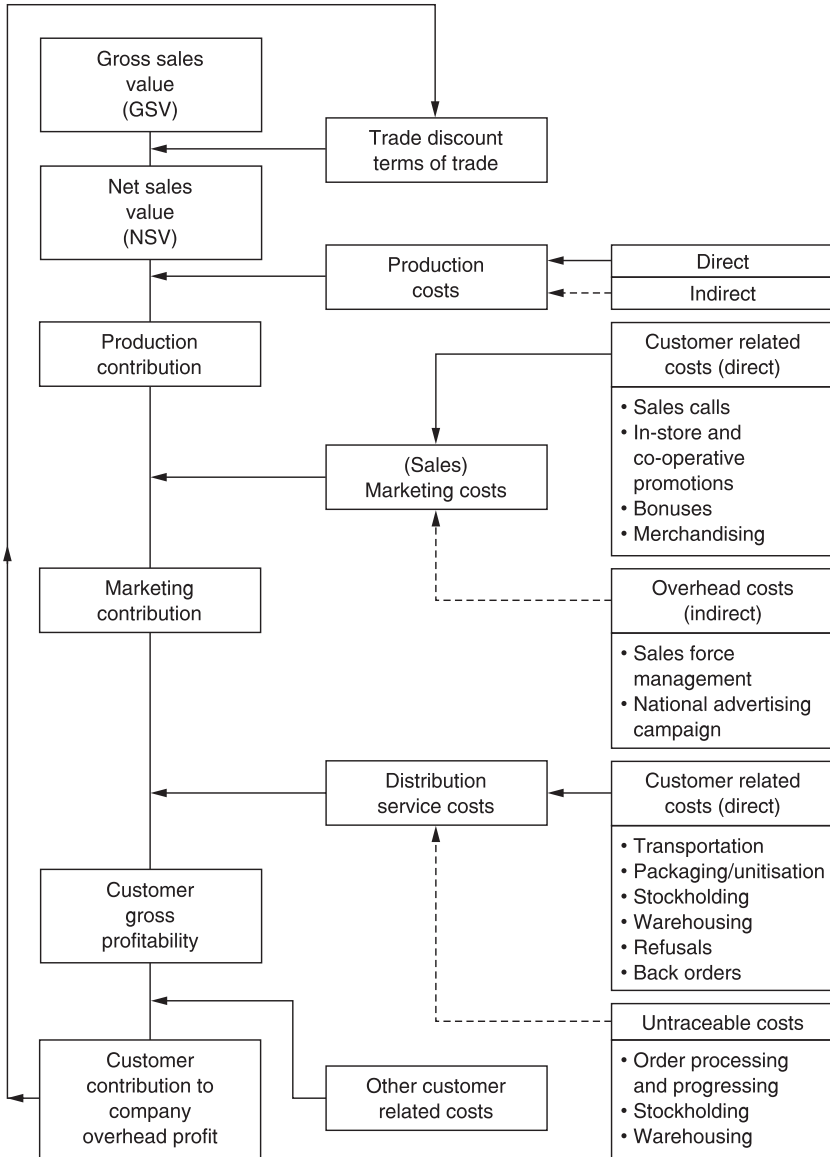 Gross sales
value
(GSV)
Trade discount
terms of trade
Net sales
value
(NSV)
Production
costs
Direct
Indirect
Production
contribution
Customer related
costs (direct)
• Sales calls
• In-store and
co-operative
promotions
• Bonuses
• Merchandising
(Sales)
Marketing costs
Marketing
contribution
Overhead costs
(indirect)
• Sales force
management
• National advertising
campaign
Distribution
service costs
Customer related
costs (direct)
• Transportation
• Packaging/unitisation
• Stockholding
• Warehousing
• Refusals
• Back orders
Customer
gross
profitability
Untraceable costs
• Order processing
and progressing
• Stockholding
• Warehousing
Customer
contribution to
company
overhead profit
Other customer
related costs